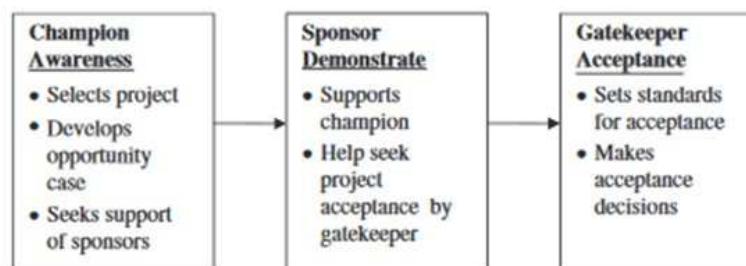 Champion
Awareness
• Selects project
• Develops
opportunity
case
• Seeks support
of sponsors
Sponsor
Demonstrate
• Supports
champion
• Help seek
project
acceptance by
gatekeeper
Gatekeeper
Acceptance
• Sets standards
for acceptance
• Makes
acceptance
decisions